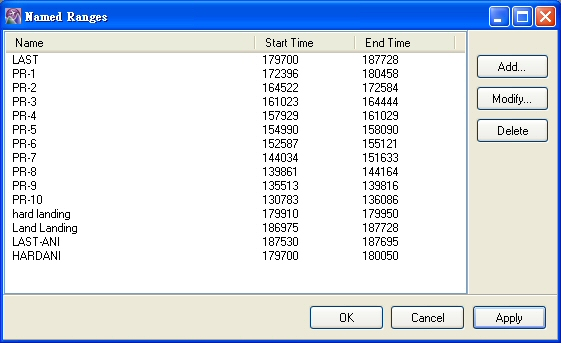 Named Ranges
Name Start Time End Time
LAST 179700 187728
PR-1 172396 180458
PR-2 164522 172584
PR-3 161023 164444
PR-4 157929 161029
PR-5 154990 158090
PR-6 152587 155121
PR-7 144034 151633
PR-8 139861 144164
PR-9 135513 139816
PR-10 130783 136086
hard landing 179910 179950
Land Landing 186975 187728
LAST-ANI 187530 187695
HARDANI 179700 180050
Add...
Modify...
Delete
OK Cancel Apply